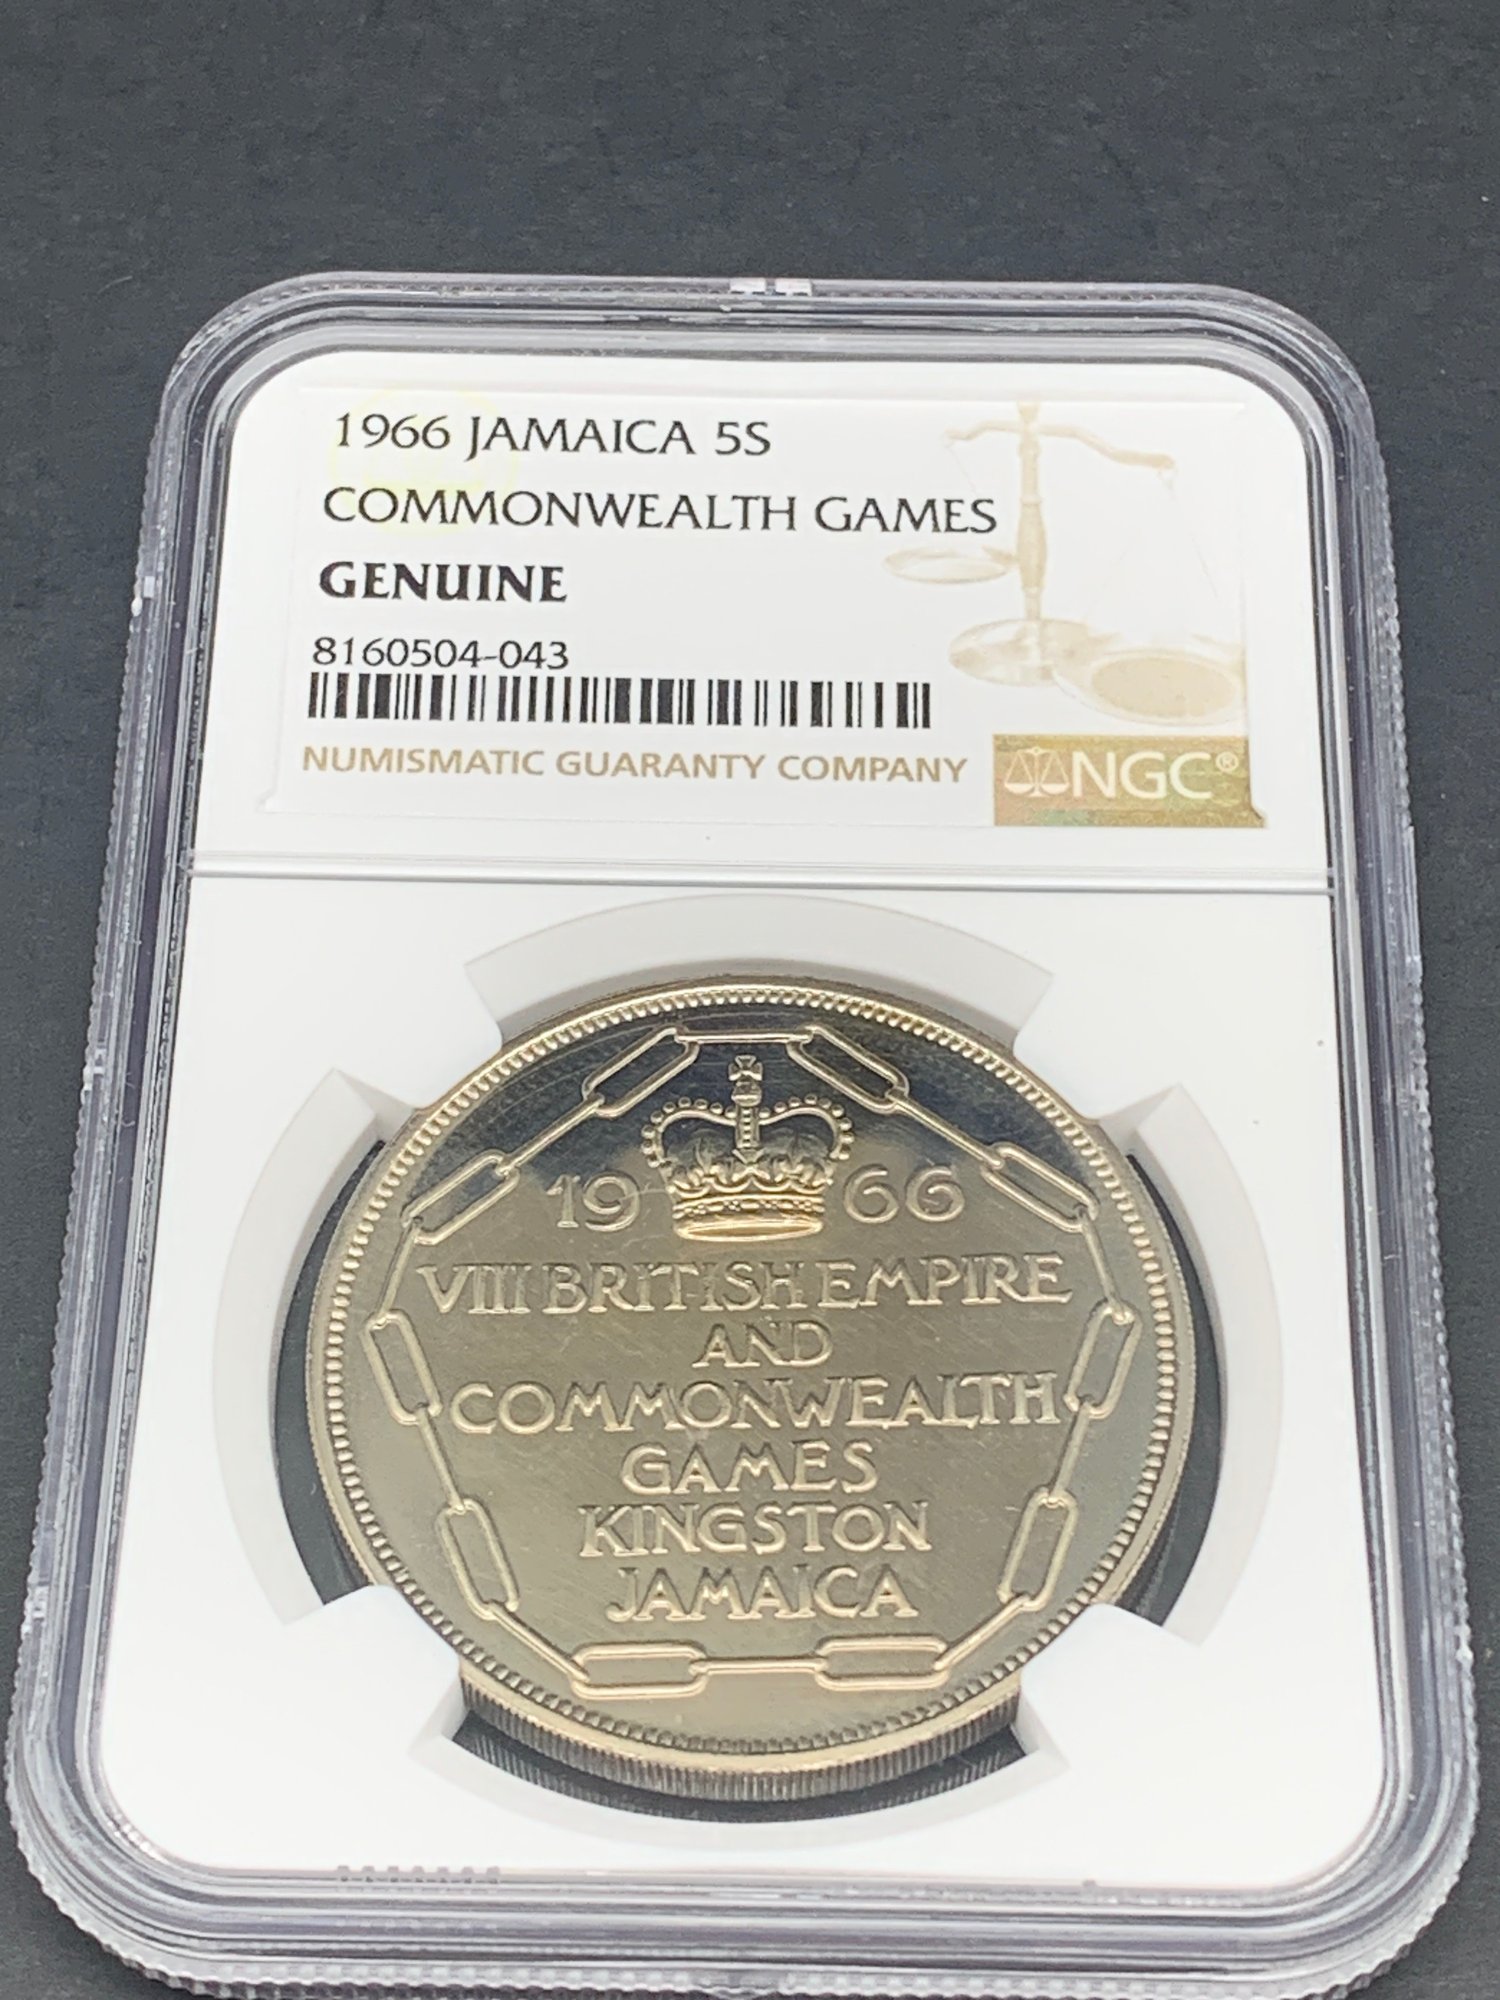 1966 JAMAICA 5S
COMMONWEALTH GAMES
GENUINE
8160504-043
NUMISMATIC GUARANTY COMPANY
NGC®
19 66
VIII BRITISH EMPIRE
AND
COMMONWEALTH
GAMES
KINGSTON
JAMAICA